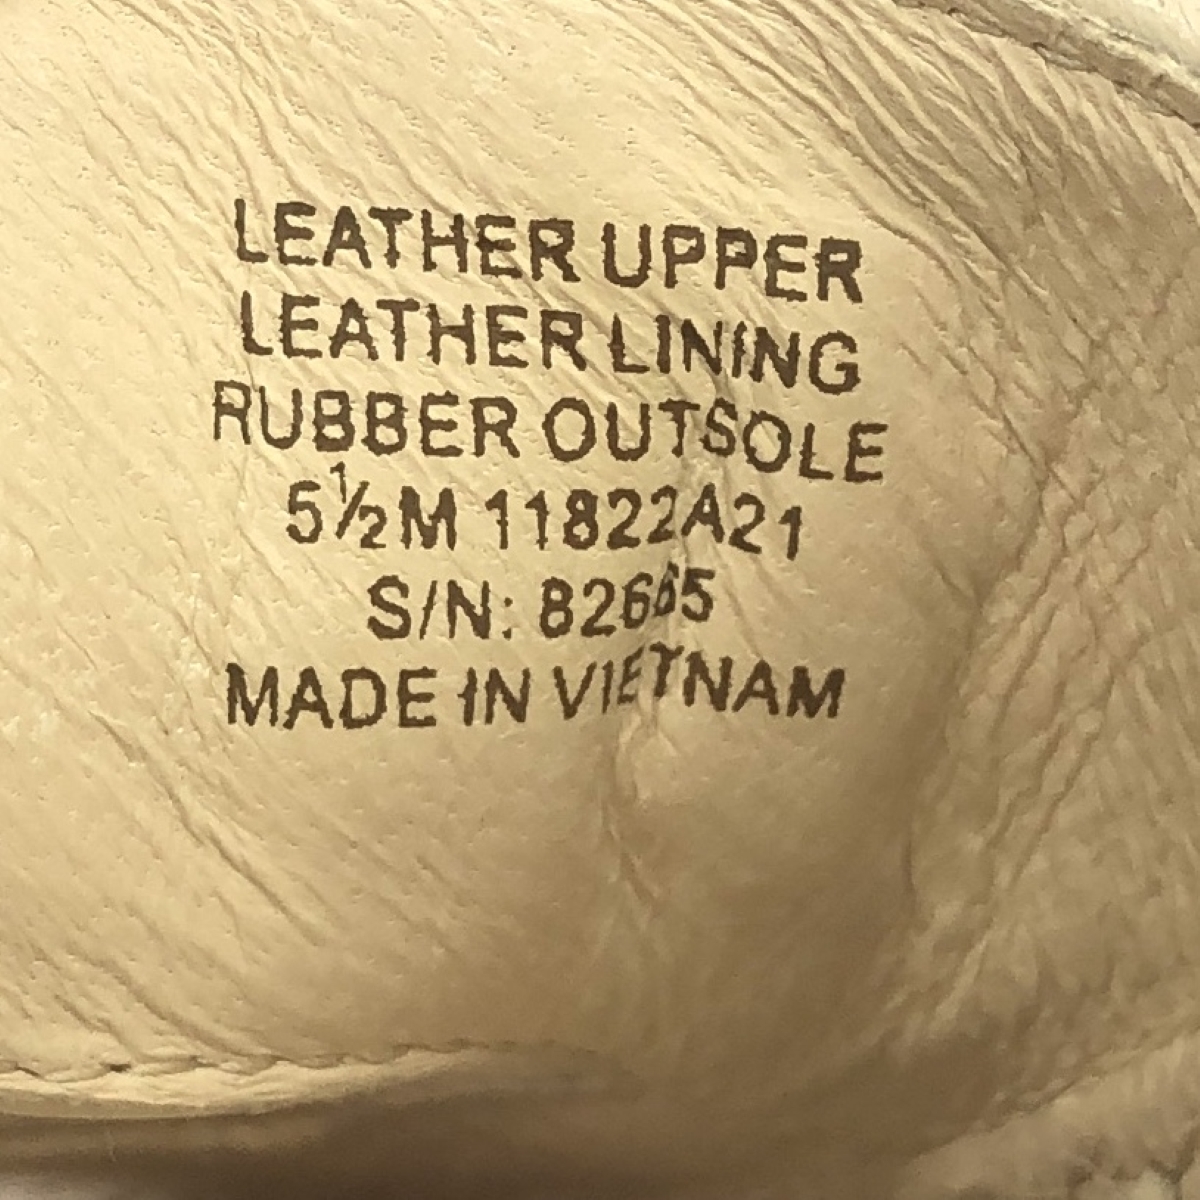 LEATHER UPPER
LEATHER LINING
RUBBER OUTSOLE
5½M 11822A21
S/N: 82665
MADE IN VIETNAM